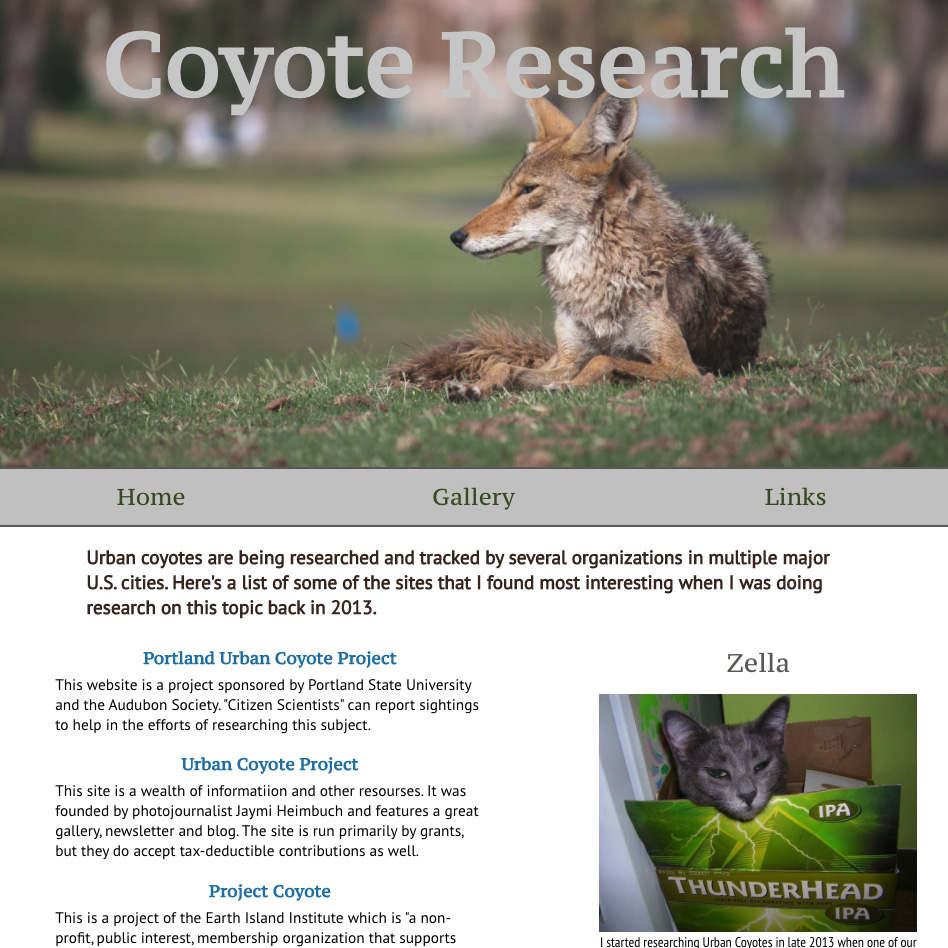 Coyote Research
Home
Gallery
Links
Urban coyotes are being researched and tracked by several organizations in multiple major
U.S. cities. Here's a list of some of the sites that I found most interesting when I was doing
research on this topic back in 2013.
Portland Urban Coyote Project
This website is a project sponsored by Portland State University
and the Audubon Society. "Citizen Scientists" can report sightings
to help in the efforts of researching this subject.
Urban Coyote Project
This site is a wealth of informatiion and other resourses. It was
founded by photojournalist Jaymi Heimbuch and features a great
gallery, newsletter and blog. The site is run primarily by grants,
but they do accept tax-deductible contributions as well.
Project Coyote
This is a project of the Earth Island Institute which is "a non-
profit, public interest, membership organization that supports
Zella
IPA
THUNDERHEAD
IPA
I started researching Urban Coyotes in late 2013 when one of our